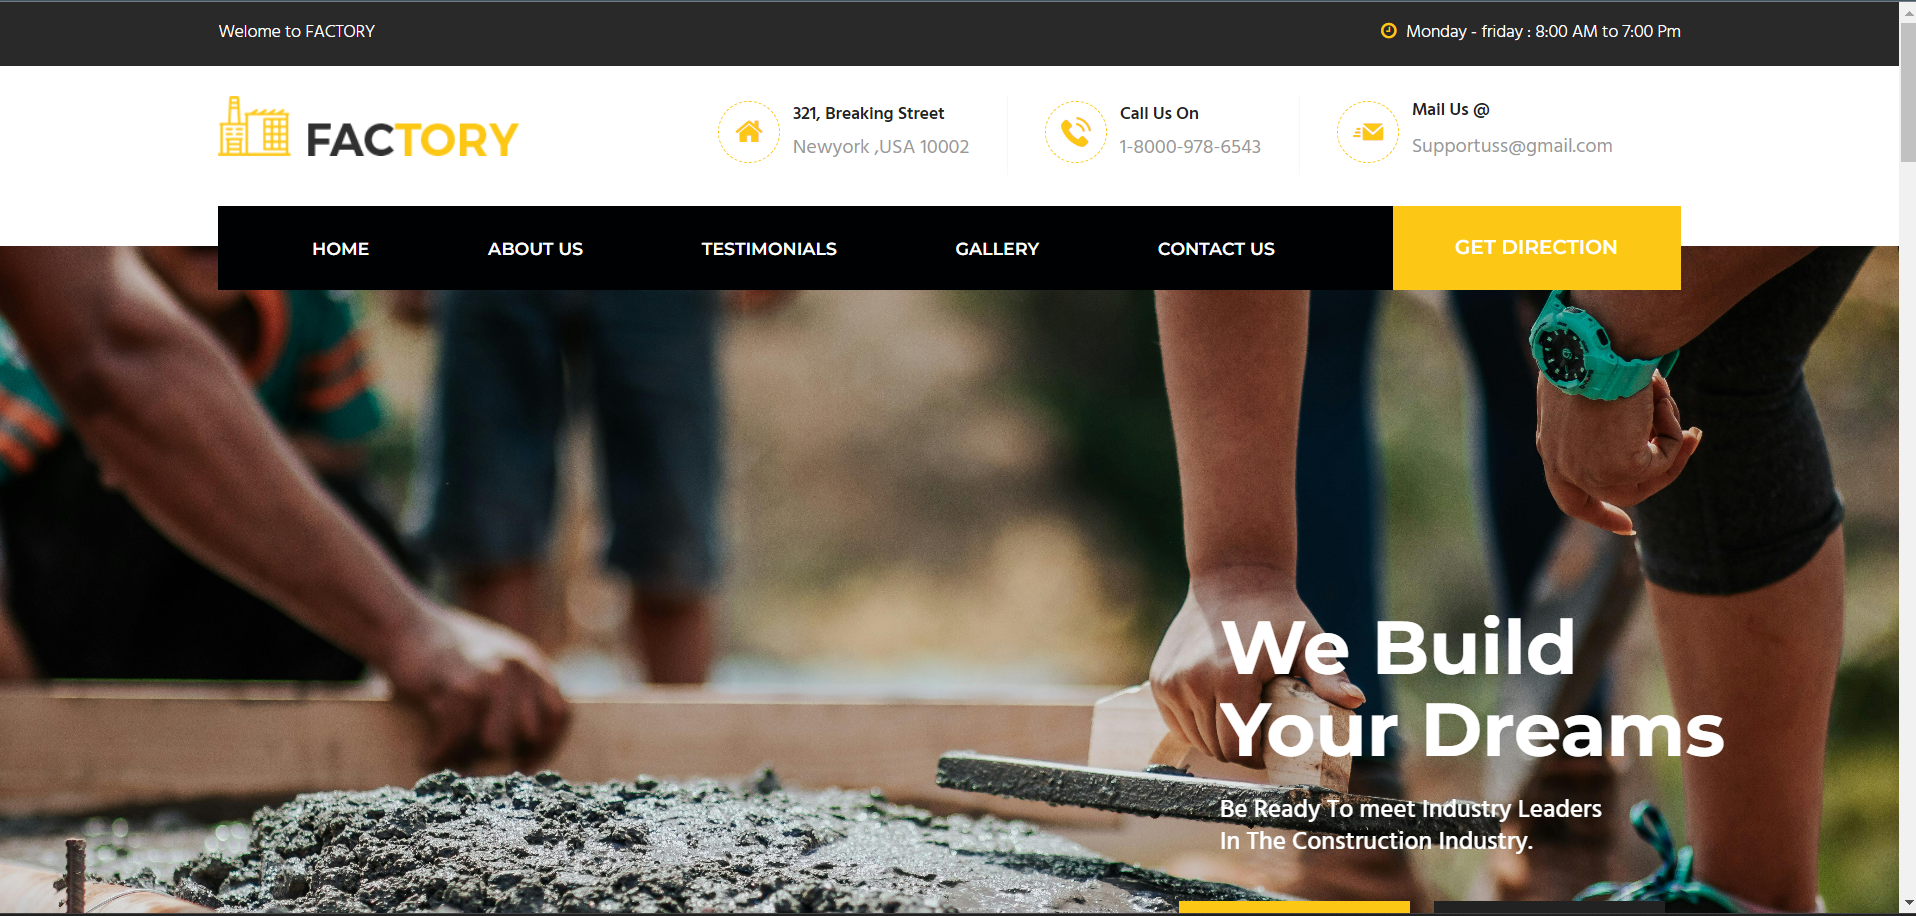 Welome to FACTORY
Monday - friday : 8:00 AM to 7:00 Pm
FACTORY
321, Breaking Street
Newyork ,USA 10002
Call Us On
1-8000-978-6543
Mail Us @
Supportuss@gmail.com
HOME ABOUT US TESTIMONIALS GALLERY CONTACT US GET DIRECTION
We Build
Your Dreams
Be Ready To meet Industry Leaders
In The Construction Industry.